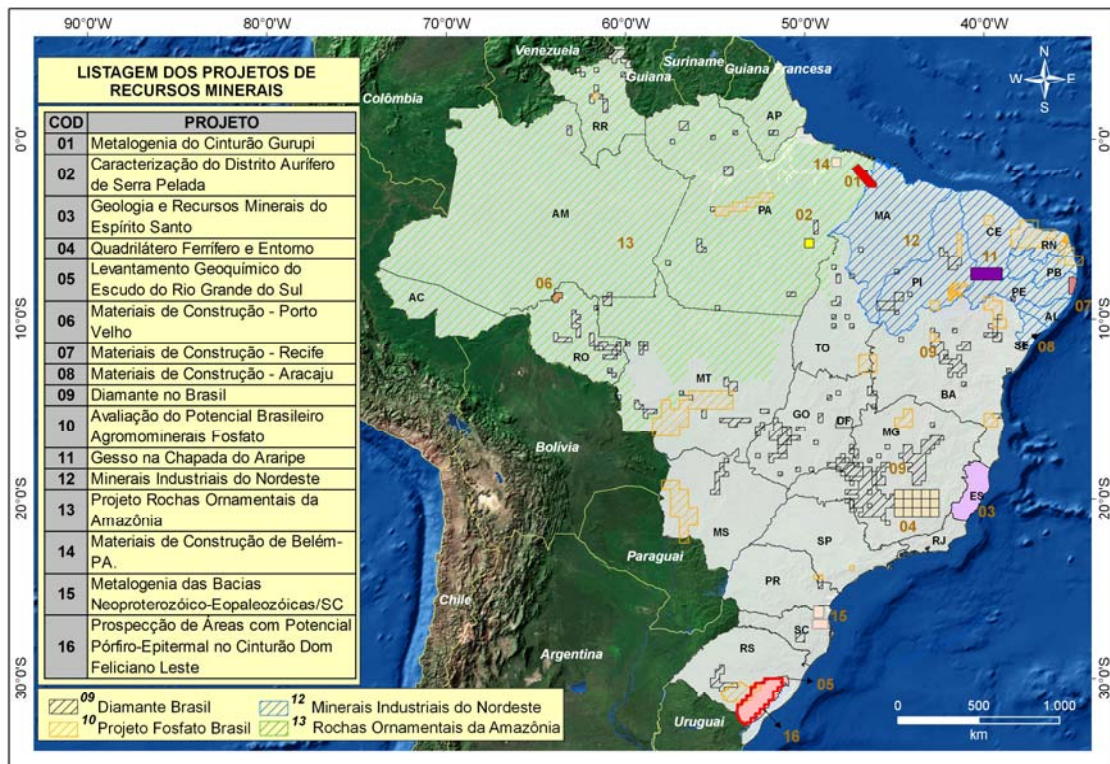 90°0'W 80°0'W 70°0'W 60°0'W 50°0'W 40°0'W
LISTAGEM DOS PROJETOS DE
RECURSOS MINERAIS
COD PROJETO
01 Metalogenia do Cinturão Gurupi
02 Caracterização do Distrito Aurífero
de Serra Pelada
03 Geologia e Recursos Minerais do
Espírito Santo
04 Quadrilátero Ferrífero e Entorno
05 Levantamento Geoquímico do
Escudo do Rio Grande do Sul
06 Materiais de Construção - Porto
Velho
07 Materiais de Construção - Recife
08 Materiais de Construção - Aracaju
09 Diamante no Brasil
10 Avaliação do Potencial Brasileiro
Agromominerais Fosfato
11 Gesso na Chapada do Araripe
12 Minerais Industriais do Nordeste
13 Projeto Rochas Ornamentais da
Amazônia
14 Materiais de Construção de Belém-
PA.
15 Metalogenia das Bacias
Neoproterozóico-Eopaleozóicas/SC
16 Prospecção de Áreas com Potencial
Pórfiro-Epitermal no Cinturão Dom
Feliciano Leste
09 Diamante Brasil
12 Minerais Industriais do Nordeste
10 Projeto Fosfato Brasil
13 Rochas Ornamentais da Amazônia
Venezuela
Guiana
Suriname
Guiana Francesa
Colômbia
N
W E
S
RR
AP
0°0' 0°0'
14
01
AM
PA
02
MA
CE
RN
13
12
11
PB
06
PI
PE
AC
AL
07
10°0'S 10°0'S
SE
08
RO
TO
09
MT
BA
GO
DF
MG
Bolívia
09
ES
20°0'S 20°0'S
04
03
MS
SP
RJ
Paraguai
PR
Chile
15
SC
Argentina
RS
30°0'S 30°0'S
05
Uruguai
16
0 500 1.000
km